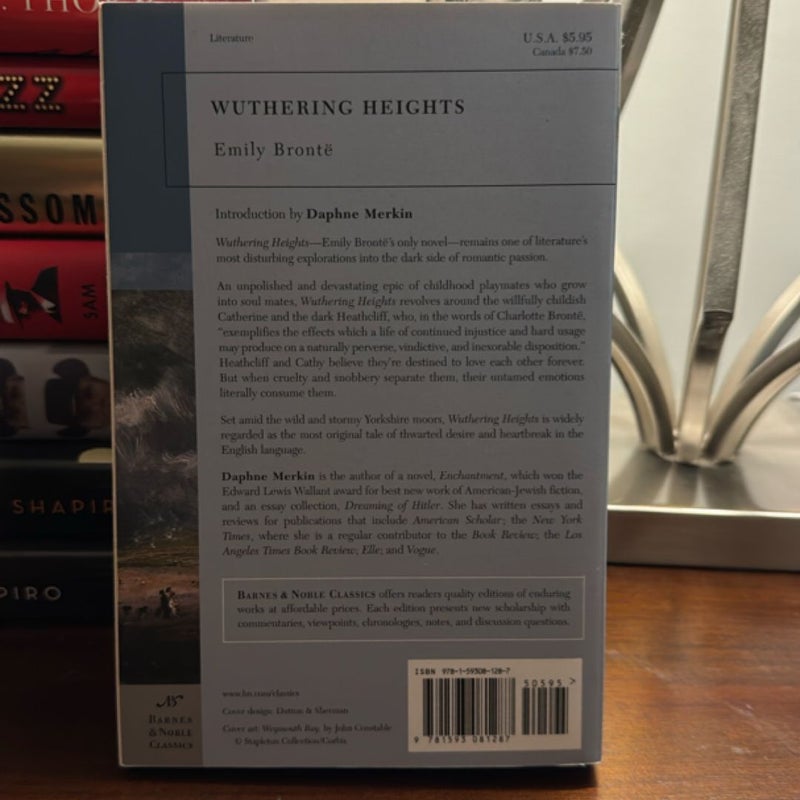 Literature
U.S.A. $5.95
Canada $7.50
WUTHERING HEIGHTS
Emily Brontë
Introduction by Daphne Merkin
Wuthering Heights—Emily Brontë's only novel—remains one of literature's
most disturbing explorations into the dark side of romantic passion.
An unpolished and devastating epic of childhood playmates who grow
into soul mates, Wuthering Heights revolves around the willfully childish
Catherine and the dark Heathcliff, who, in the words of Charlotte Brontë,
"exemplifies the effects which a life of continued injustice and hard usage
may produce on a naturally perverse, vindictive, and inexorable disposition."
Heathcliff and Cathy believe they're destined to love each other forever.
But when cruelty and snobbery separate them, their untamed emotions
literally consume them.
Set amid the wild and stormy Yorkshire moors, Wuthering Heights is widely
regarded as the most original tale of thwarted desire and heartbreak in the
English language.
Daphne Merkin is the author of a novel, Enchantment, which won the
Edward Lewis Wallant award for best new work of American-Jewish fiction,
and an essay collection, Dreaming of Hitler. She has written essays and
reviews for publications that include American Scholar; the New York
Times, where she is a regular contributor to the Book Review; the Los
Angeles Times Book Review; Elle; and Vogue.
BARNES & NOBLE CLASSICS offers readers quality editions of enduring
works at affordable prices. Each edition presents new scholarship with
commentaries, viewpoints, chronologies, notes, and discussion questions.
www.bn.com/classics
Cover design: Dutton & Sherman
Cover art: Weymouth Bay, by John Constable
© Stapleton Collection/Corbis
ISBN 978-1-59308-128-7
50595 >
9 781593 081287
BARNES
& NOBLE
CLASSICS
ZZ
SSOM
SAM
SHAPIR
PIRO